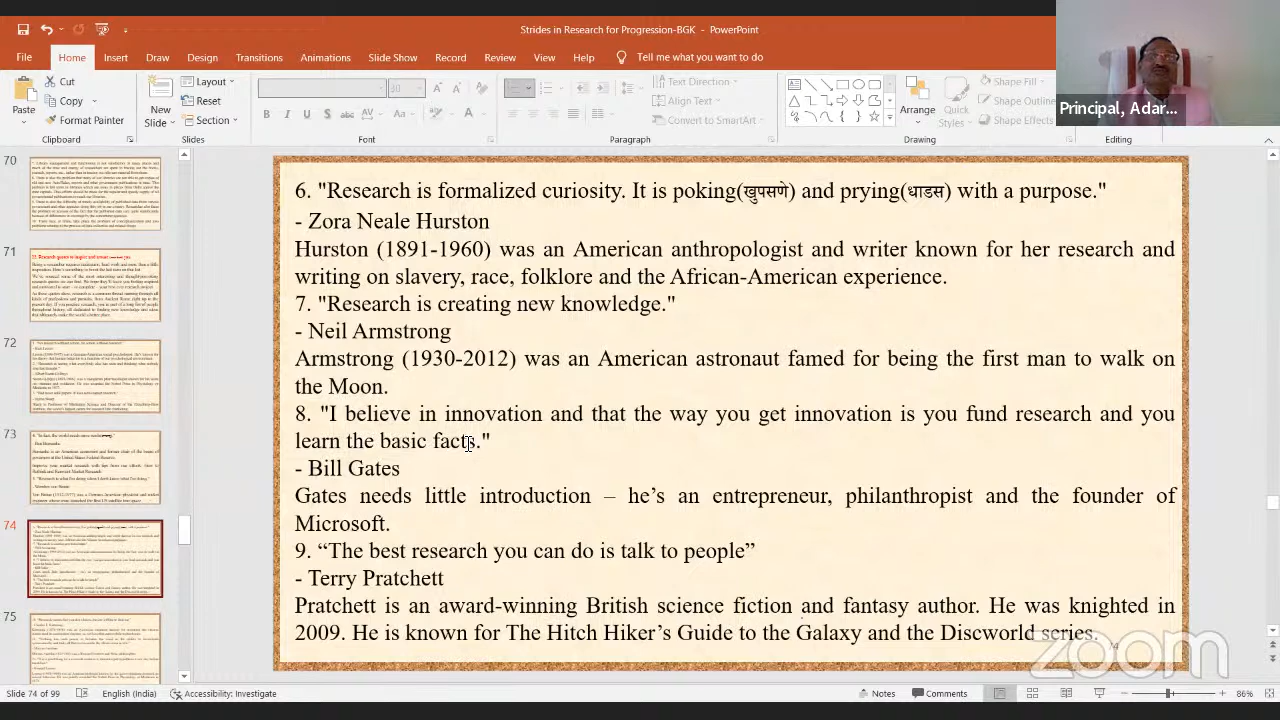 Strides in Research for Progression-BGK - PowerPoint
File Home Insert Draw Design Transitions Animations Slide Show Record Review View Help Tell me what you want to do
Paste
Cut
Copy
Format Painter
Clipboard
New
Slide
Layout
Reset
Section
Slides
30
Font
Text Direction
Align Text
Convert to SmartArt
Paragraph
Arrange
Quick
Styles
Shape Fill
Shape Outline
Shape Effects
Drawing
Editing
Principal, Adar...
70
71
72
73
74
75
6. "Research is formalized curiosity. It is poking(खुपसणे) and prying(धाडस) with a purpose."
- Zora Neale Hurston
Hurston (1891-1960) was an American anthropologist and writer known for her research and
writing on slavery, race, folklore and the African-American experience.
7. "Research is creating new knowledge."
- Neil Armstrong
Armstrong (1930-2012) was an American astronaut famed for being the first man to walk on
the Moon.
8. "I believe in innovation and that the way you get innovation is you fund research and you
learn the basic facts."
- Bill Gates
Gates needs little introduction – he’s an entrepreneur, philanthropist and the founder of
Microsoft.
9. “The best research you can do is talk to people”
- Terry Pratchett
Pratchett is an award-winning British science fiction and fantasy author. He was knighted in
2009. He is known for The Hitch Hiker’s Guide to the Galaxy and the Discworld series.
74
zoom
Slide 74 of 99 English (India) Accessibility: Investigate Notes Comments 86%